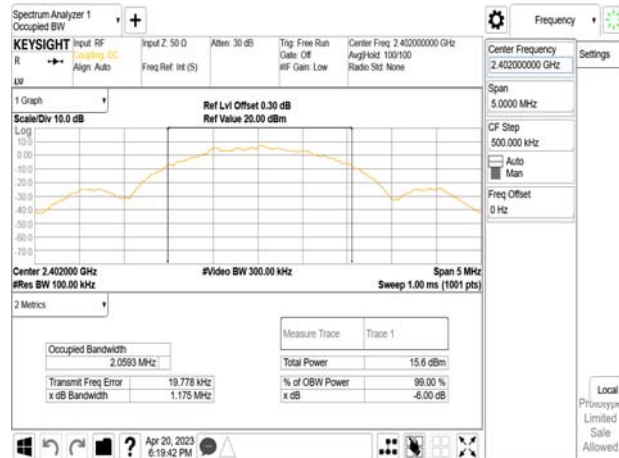 Spectrum Analyzer 1
Occupied BW
Frequency
KEYSIGHT
Input: RF
Coupling: DC
Align: Auto
Input Z: 50 Ω
Freq Ref: Int (S)
Atten: 30 dB
Trig: Free Run
Gate: Off
#IF Gain: Low
Center Freq: 2.402000000 GHz
Avg|Hold: 100/100
Radio Std: None
R
LXI
Center Frequency
2.402000000 GHz
Settings
Span
5.0000 MHz
CF Step
500.000 kHz
Auto
Man
Freq Offset
0 Hz
1 Graph
Scale/Div 10.0 dB
Ref Lvl Offset 0.30 dB
Ref Value 20.00 dBm
Log
10.0
0.00
-10.0
-20.0
-30.0
-40.0
-50.0
-60.0
-70.0
Center 2.402000 GHz
#Res BW 100.00 kHz
#Video BW 300.00 kHz
Span 5 MHz
Sweep 1.00 ms (1001 pts)
2 Metrics
Measure Trace
Trace 1
Occupied Bandwidth
2.0593 MHz
Total Power
15.6 dBm
Transmit Freq Error
19.778 kHz
% of OBW Power
99.00 %
x dB Bandwidth
1.175 MHz
x dB
-6.00 dB
Local
Prototype
Limited
Sale
Allowed
?
Apr 20, 2023
6:19:42 PM